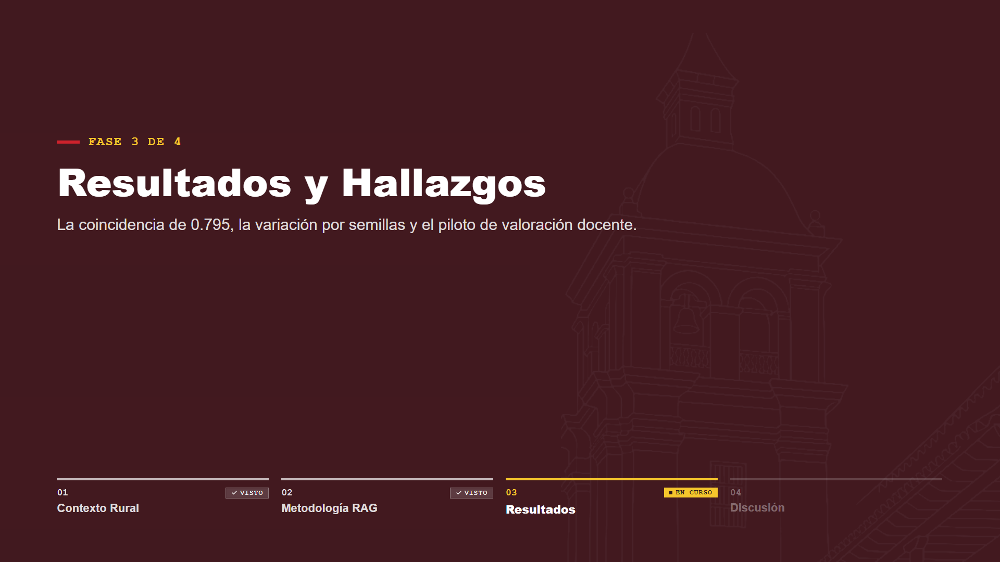 FASE 3 DE 4
Resultados y Hallazgos
La coincidencia de 0.795, la variación por semillas y el piloto de valoración docente.
01
✓ VISTO
Contexto Rural
02
✓ VISTO
Metodología RAG
03
■ EN CURSO
Resultados
04
Discusión